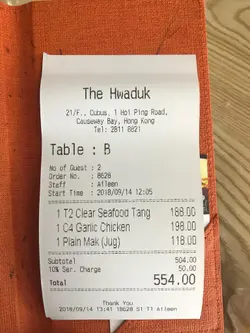 The Hwaduk
21/F., Cubus, 1 Hoi Ping Road,
Causeway Bay, Hong Kong
Tel: 2811 0021
Table : B
No of Guest : 2
Order No. : 8628
Staff : Aileen
Start Time : 2018/09/14 12:05
1 T2 Clear Seafood Tang 188.00
1 C4 Garlic Chicken 198.00
1 Plain Mak (Jug) 118.00
Subtotal 504.00
10% Ser. Charge 50.00
Total 554.00
Thank You
2018/09/14 13:41 18628 S1 T1 Aileen